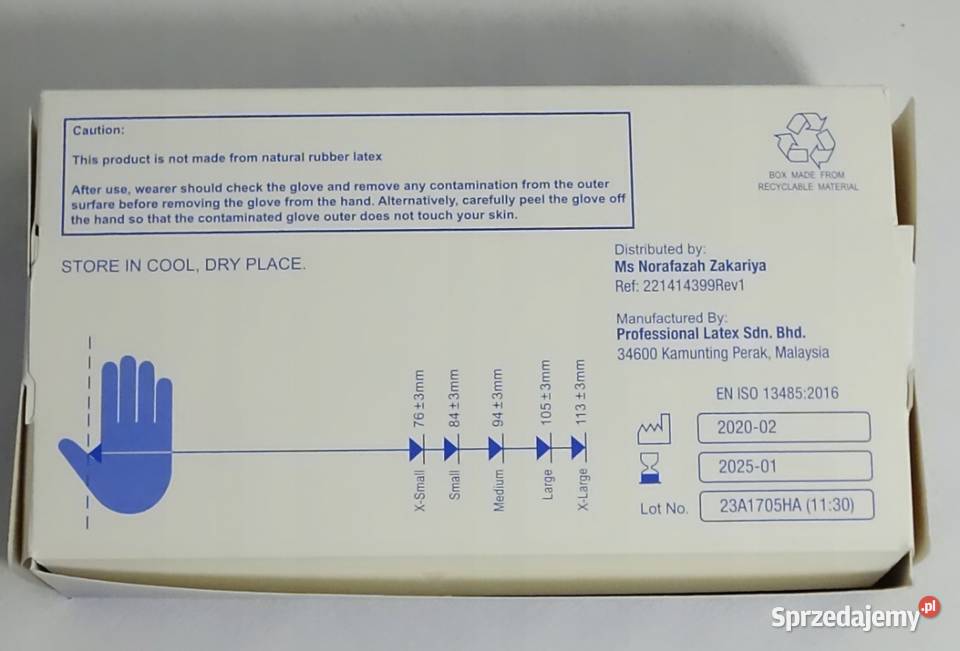 Caution:
This product is not made from natural rubber latex
After use, wearer should check the glove and remove any contamination from the outer
surfare before removing the glove from the hand. Alternatively, carefully peel the glove off
the hand so that the contaminated glove outer does not touch your skin.
BOX MADE FROM
RECYCLABLE MATERIAL
STORE IN COOL, DRY PLACE.
Distributed by:
Ms Norafazah Zakariya
Ref: 221414399Rev1
Manufactured By:
Professional Latex Sdn. Bhd.
34600 Kamunting Perak, Malaysia
76±3mm
84±3mm
94±3mm
105±3mm
113±3mm
X-Small
Small
Medium
Large
X-Large
EN ISO 13485:2016
2020-02
2025-01
Lot No. 23A1705HA (11:30)
Sprzedajemy.pl